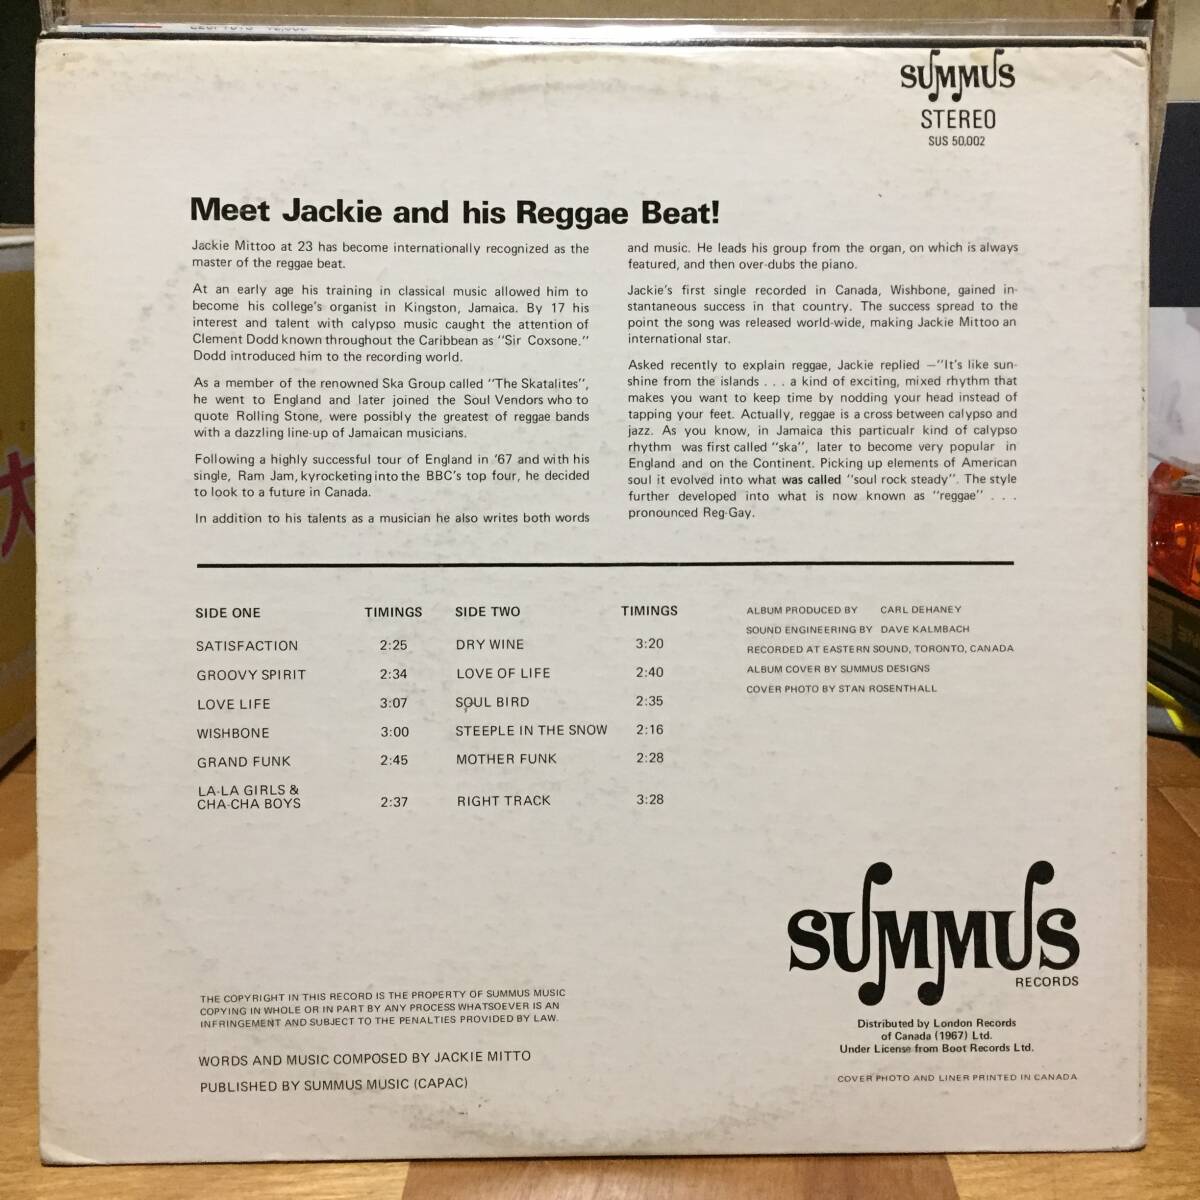 SUMMUS
STEREO
SUS 50,002
Meet Jackie and his Reggae Beat!
Jackie Mittoo at 23 has become internationally recognized as the
master of the reggae beat.
At an early age his training in classical music allowed him to
become his college's organist in Kingston, Jamaica. By 17 his
interest and talent with calypso music caught the attention of
Clement Dodd known throughout the Caribbean as "Sir Coxsone."
Dodd introduced him to the recording world.
As a member of the renowned Ska Group called "The Skatalites",
he went to England and later joined the Soul Vendors who to
quote Rolling Stone, were possibly the greatest of reggae bands
with a dazzling line-up of Jamaican musicians.
Following a highly successful tour of England in '67 and with his
single, Ram Jam, kyrocketing into the BBC's top four, he decided
to look to a future in Canada.
In addition to his talents as a musician he also writes both words
and music. He leads his group from the organ, on which is always
featured, and then over-dubs the piano.
Jackie's first single recorded in Canada, Wishbone, gained in-
stantaneous success in that country. The success spread to the
point the song was released world-wide, making Jackie Mittoo an
international star.
Asked recently to explain reggae, Jackie replied —"It's like sun-
shine from the islands . . . a kind of exciting, mixed rhythm that
makes you want to keep time by nodding your head instead of
tapping your feet. Actually, reggae is a cross between calypso and
jazz. As you know, in Jamaica this particualr kind of calypso
rhythm was first called "ska", later to become very popular in
England and on the Continent. Picking up elements of American
soul it evolved into what was called "soul rock steady". The style
further developed into what is now known as "reggae" . . .
pronounced Reg-Gay.
SIDE ONE TIMINGS
SATISFACTION 2:25
GROOVY SPIRIT 2:34
LOVE LIFE 3:07
WISHBONE 3:00
GRAND FUNK 2:45
LA-LA GIRLS &
CHA-CHA BOYS 2:37
SIDE TWO TIMINGS
DRY WINE 3:20
LOVE OF LIFE 2:40
SOUL BIRD 2:35
STEEPLE IN THE SNOW 2:16
MOTHER FUNK 2:28
RIGHT TRACK 3:28
ALBUM PRODUCED BY CARL DEHANEY
SOUND ENGINEERING BY DAVE KALMBACH
RECORDED AT EASTERN SOUND, TORONTO, CANADA
ALBUM COVER BY SUMMUS DESIGNS
COVER PHOTO BY STAN ROSENTHALL
THE COPYRIGHT IN THIS RECORD IS THE PROPERTY OF SUMMUS MUSIC
COPYING IN WHOLE OR IN PART BY ANY PROCESS WHATSOEVER IS AN
INFRINGEMENT AND SUBJECT TO THE PENALTIES PROVIDED BY LAW.
WORDS AND MUSIC COMPOSED BY JACKIE MITTO
PUBLISHED BY SUMMUS MUSIC (CAPAC)
SUMMUS
RECORDS
Distributed by London Records
of Canada (1967) Ltd.
Under License from Boot Records Ltd.
COVER PHOTO AND LINER PRINTED IN CANADA